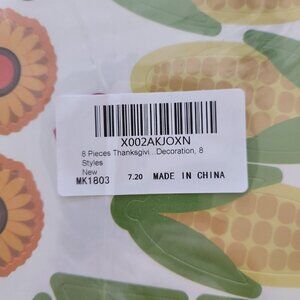 X002AKJOXN
8 Pieces Thanksgivi...Decoration, 8
Styles
New
MK1803 7.20 MADE IN CHINA